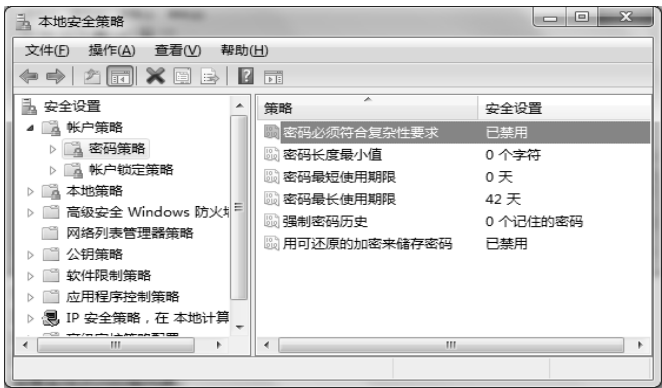 本地安全策略
文件(F) 操作(A) 查看(V) 帮助(H)
安全设置
帐户策略
密码策略
帐户锁定策略
本地策略
高级安全 Windows 防火墙
网络列表管理器策略
公钥策略
软件限制策略
应用程序控制策略
IP 安全策略，在 本地计算
策略 安全设置
密码必须符合复杂性要求 已禁用
密码长度最小值 0 个字符
密码最短使用期限 0 天
密码最长使用期限 42 天
强制密码历史 0 个记住的密码
用可还原的加密来储存密码 已禁用